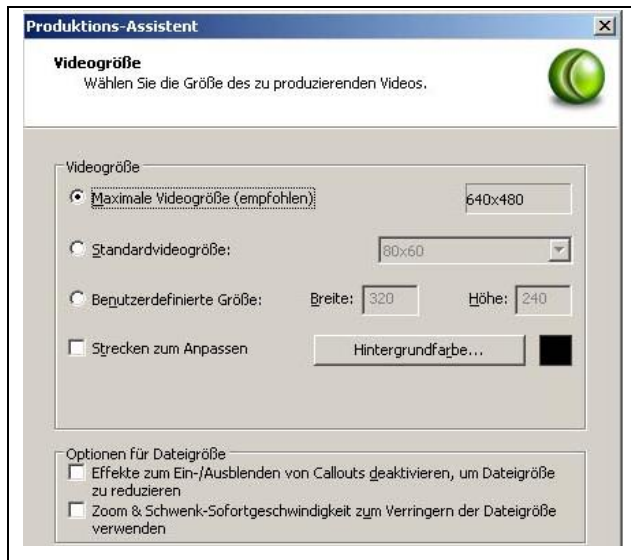 Produktions-Assistent
Videogröße
Wählen Sie die Größe des zu produzierenden Videos.
Videogröße
Maximale Videogröße (empfohlen) 640x480
Standardvideogröße: 80x60
Benutzerdefinierte Größe: Breite: 320 Höhe: 240
Strecken zum Anpassen Hintergrundfarbe...
Optionen für Dateigröße
Effekte zum Ein-/Ausblenden von Callouts deaktivieren, um Dateigröße
zu reduzieren
Zoom & Schwenk-Sofortgeschwindigkeit zum Verringern der Dateigröße
verwenden